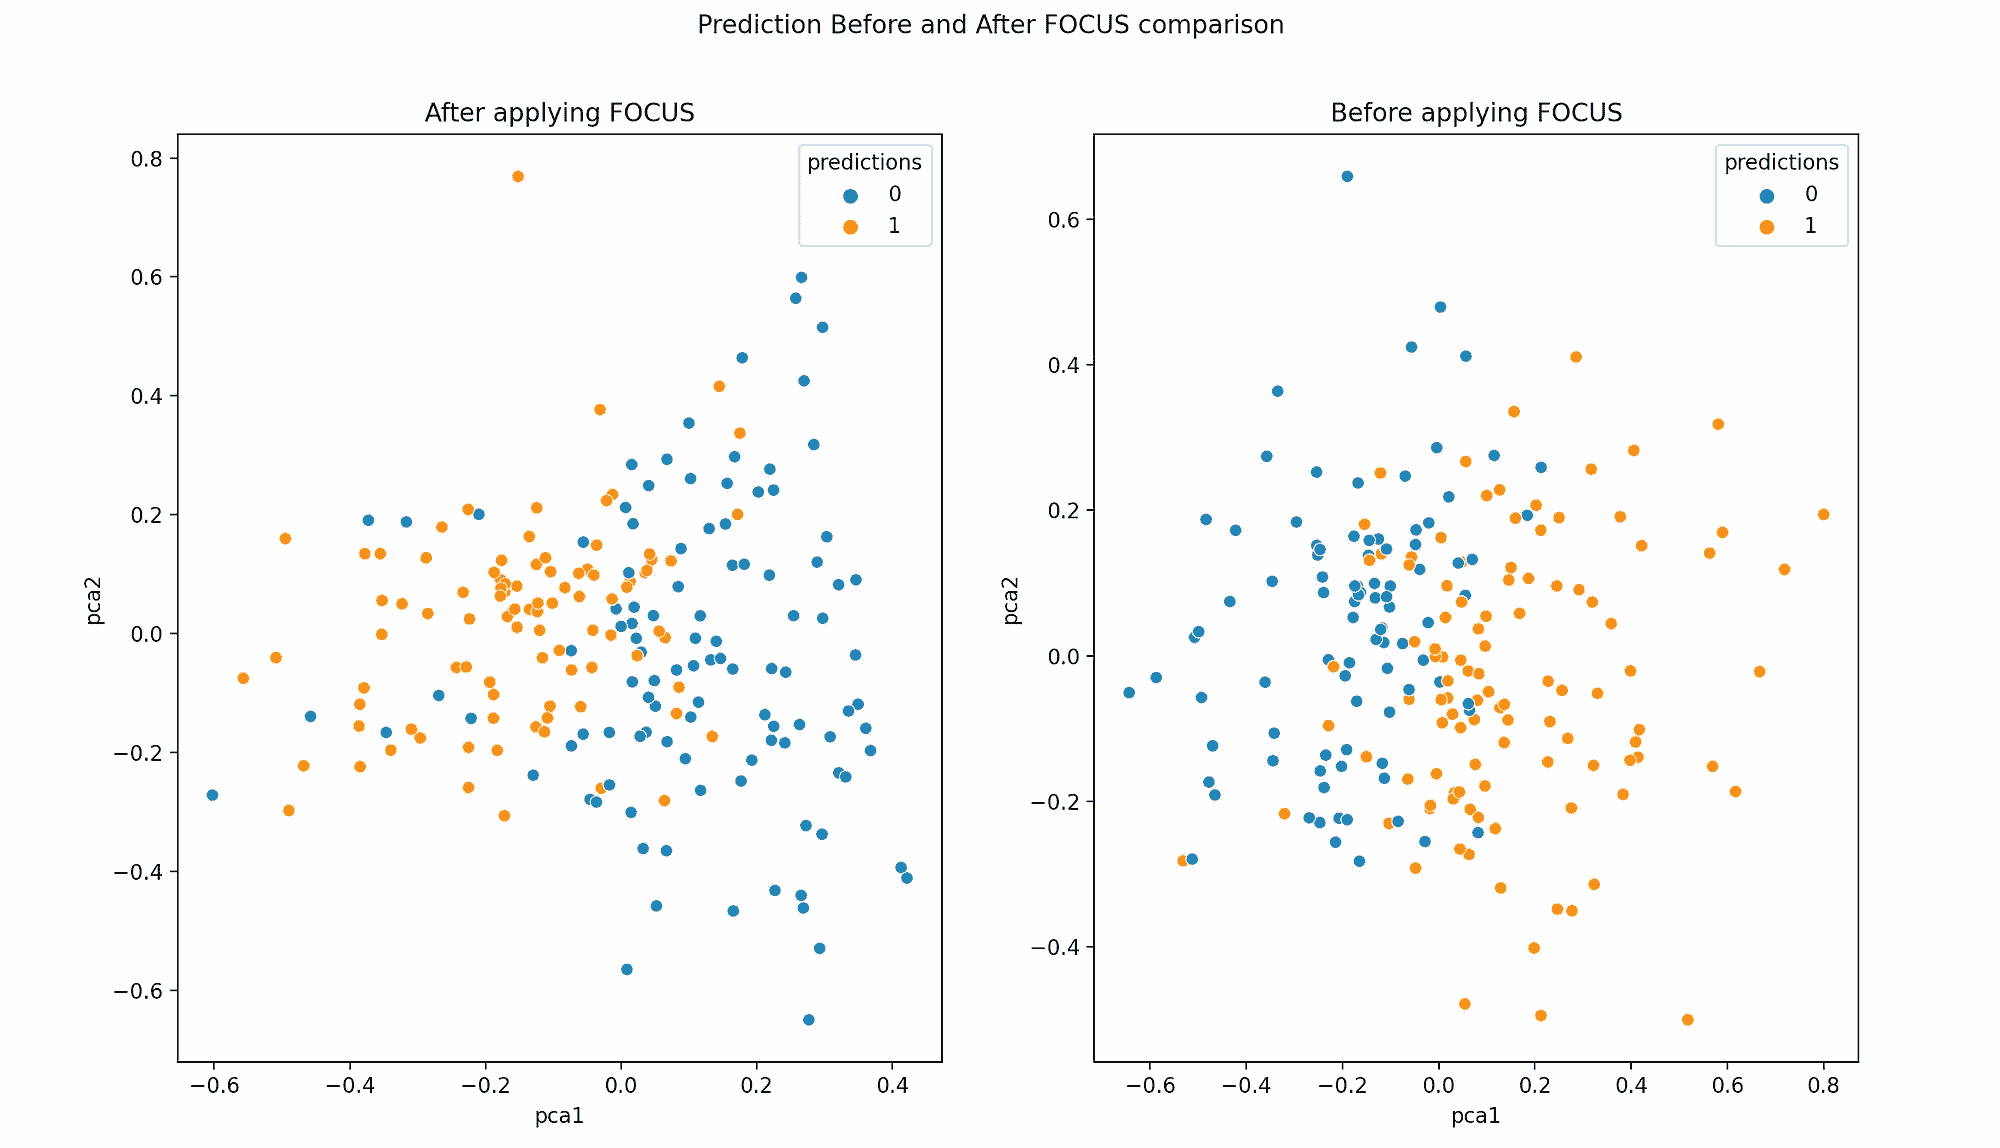 Prediction Before and After FOCUS comparison
After applying FOCUS
predictions
0
1
0.8
0.6
0.4
0.2
0.0
−0.2
−0.4
−0.6
pca2
−0.6 −0.4 −0.2 0.0 0.2 0.4
pca1
Before applying FOCUS
predictions
0
1
0.6
0.4
0.2
0.0
−0.2
−0.4
pca2
−0.6 −0.4 −0.2 0.0 0.2 0.4 0.6 0.8
pca1